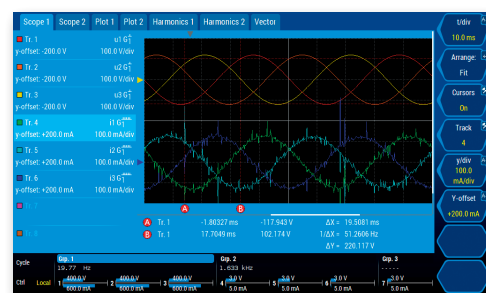 Scope 1 Scope 2 Plot 1 Plot 2 Harmonics 1 Harmonics 2 Vector
Tr. 1 u1 G1
y-offset: -200.0 V 100.0 V/div
Tr. 2 u2 G1
y-offset: -200.0 V 100.0 V/div
Tr. 3 u3 G1
y-offset: -200.0 V 100.0 V/div
Tr. 4 i1 G1
y-offset: +200.0 mA 100.0 mA/div
Tr. 5 i2 G1
y-offset: +200.0 mA 100.0 mA/div
Tr. 6 i3 G1
y-offset: +200.0 mA 100.0 mA/div
A B
A Tr. 1 -1.80327 ms -117.943 V ΔX = 19.5081 ms
B Tr. 1 17.7049 ms 102.174 V 1/ΔX = 51.2606 Hz
ΔY = 220.117 V
t/div
10.0 ms
Arrange:
Fit
Cursors
On
Track
4
y/div
100.0
mA/div
Y-offset
+200.0 mA
Grp. 1 Grp. 2 Grp. 3
Cycle 19.77 Hz 1.633 kHz -----
Ctrl Local 1 400.0 V 2 400.0 V 3 400.0 V 4 3.0 V 5 3.0 V 6 3.0 V 7 3.0 V
600.0 mA 600.0 mA 600.0 mA 5.0 mA 5.0 mA 5.0 mA 5.0 mA